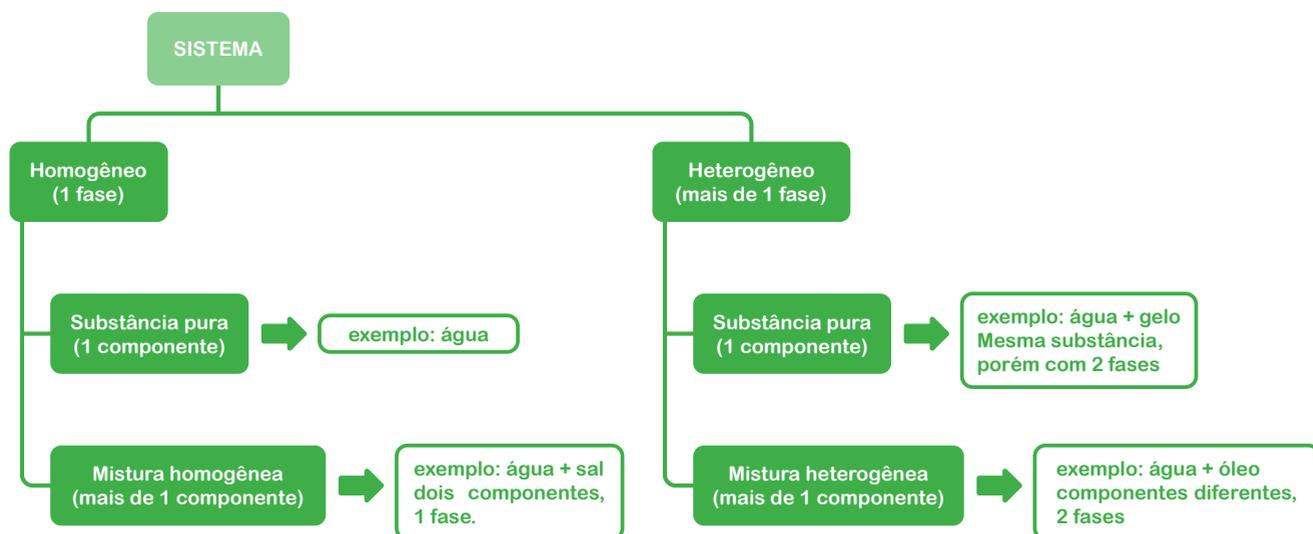 SISTEMA
Homogêneo
(1 fase)
Heterogêneo
(mais de 1 fase)
Substância pura
(1 componente)
exemplo: água
Substância pura
(1 componente)
exemplo: água + gelo
Mesma substância,
porém com 2 fases
Mistura homogênea
(mais de 1 componente)
exemplo: água + sal
dois componentes,
1 fase.
Mistura heterogênea
(mais de 1 componente)
exemplo: água + óleo
componentes diferentes,
2 fases